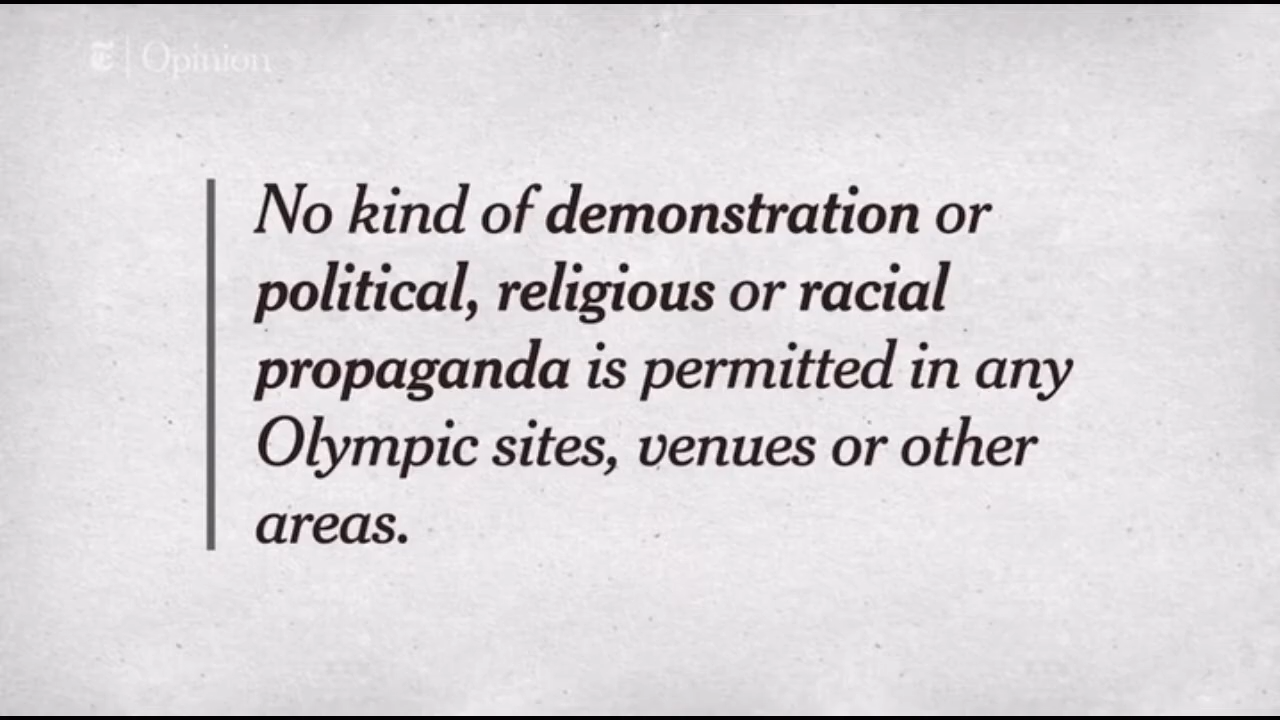 T | Opinion
No kind of demonstration or
political, religious or racial
propaganda is permitted in any
Olympic sites, venues or other
areas.